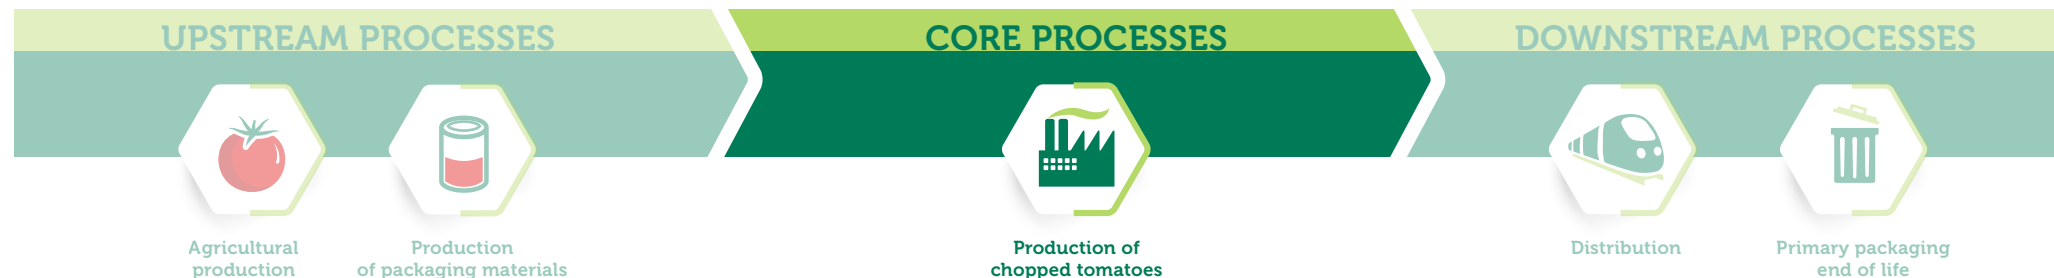 UPSTREAM PROCESSES
CORE PROCESSES
DOWNSTREAM PROCESSES
Agricultural
production
Production
of packaging materials
Production of
chopped tomatoes
Distribution
Primary packaging
end of life